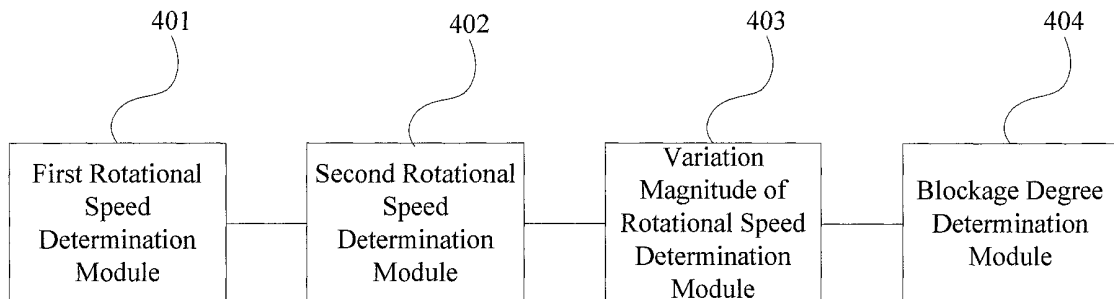 401
402
403
404
First Rotational
Speed
Determination
Module
Second Rotational
Speed
Determination
Module
Variation
Magnitude of
Rotational Speed
Determination
Module
Blockage Degree
Determination
Module